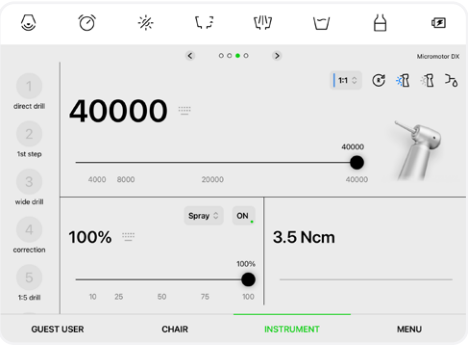 Micromotor DX
1
direct drill
2
1st step
3
wide drill
4
correction
5
1:5 drill
1:1
40000
40000
4000 8000 20000 40000
Spray ON
100%
100%
10 25 50 75 100
3.5 Ncm
GUEST USER CHAIR INSTRUMENT MENU